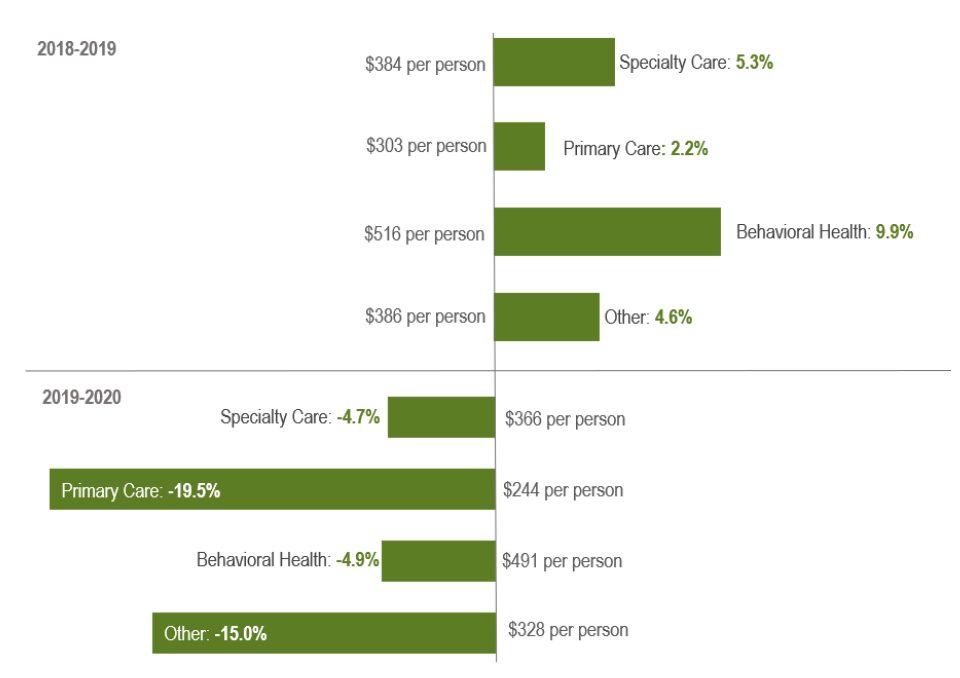 2018-2019
$384 per person Specialty Care: 5.3%
$303 per person Primary Care: 2.2%
$516 per person Behavioral Health: 9.9%
$386 per person Other: 4.6%
2019-2020
Specialty Care: -4.7% $366 per person
Primary Care: -19.5% $244 per person
Behavioral Health: -4.9% $491 per person
Other: -15.0% $328 per person